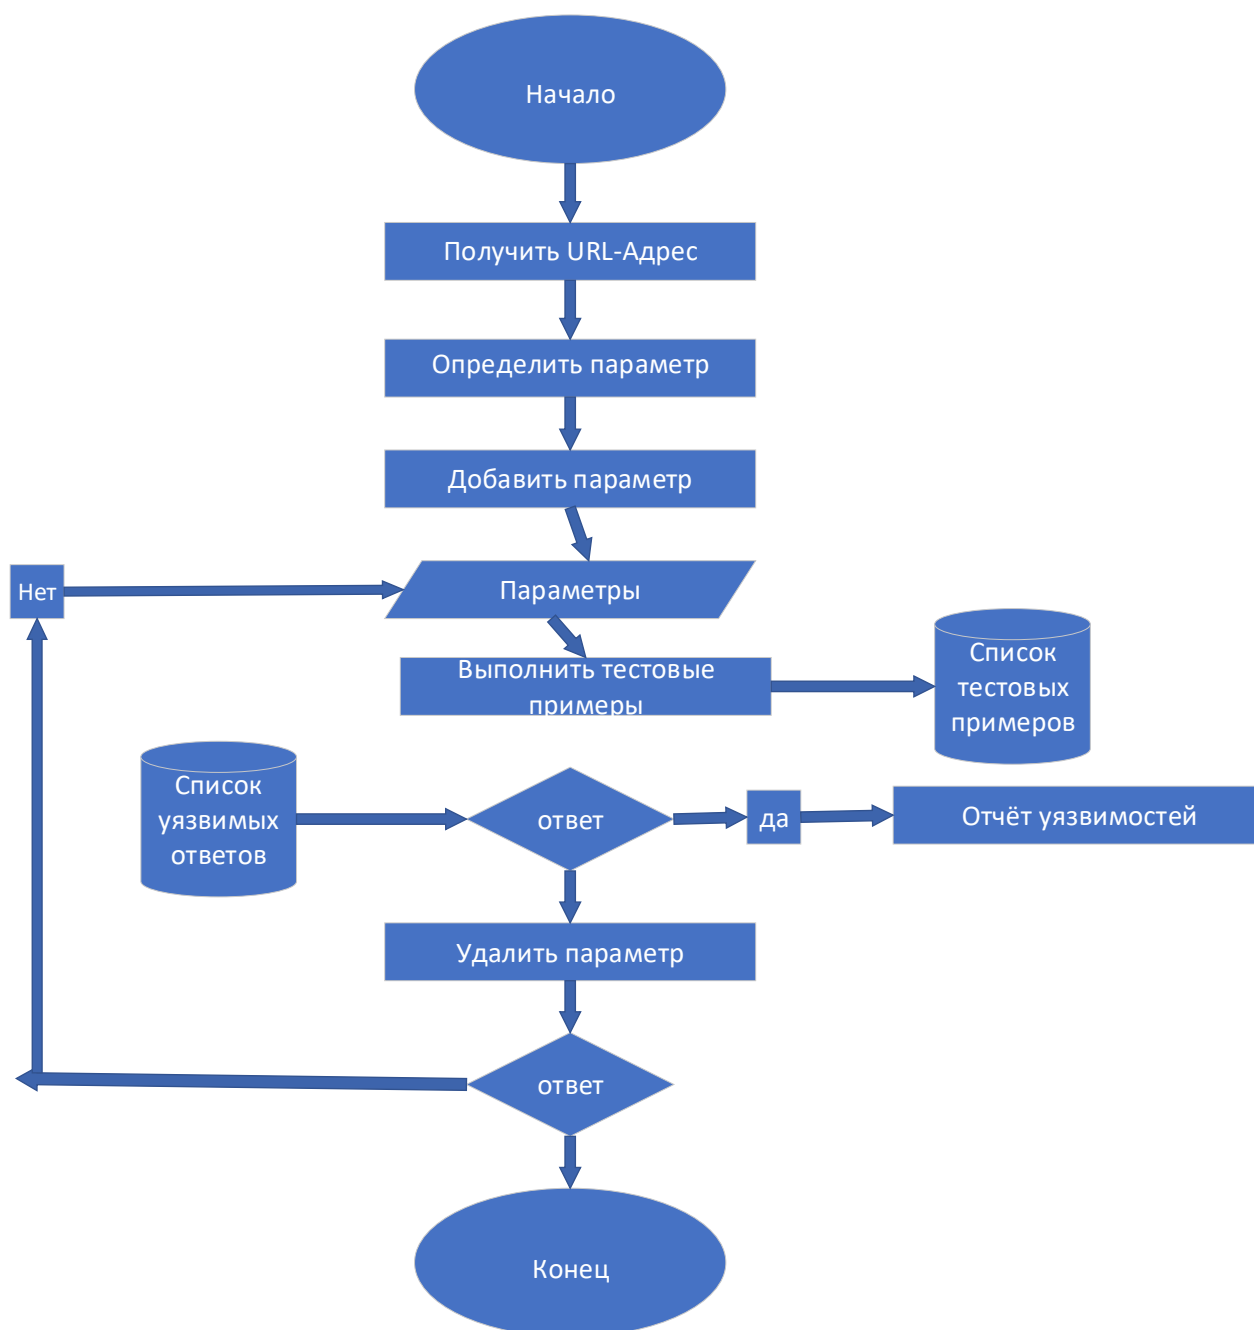 Начало
Получить URL-Адрес
Определить параметр
Добавить параметр
Нет
Параметры
Выполнить тестовые
примеры
Список
тестовых
примеров
Список
уязвимых
ответов
ответ
да
Отчёт уязвимостей
Удалить параметр
ответ
Конец